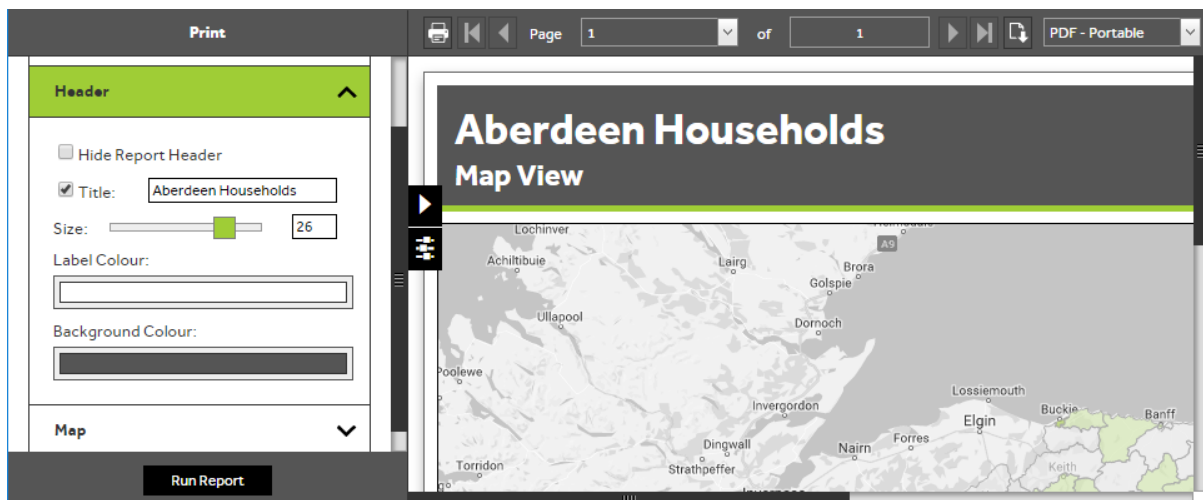 Print
Header
Hide Report Header
Title: Aberdeen Households
Size: 26
Label Colour:
Background Colour:
Map
Run Report
Page 1 of 1 PDF - Portable
Aberdeen Households
Map View
Lochinver
A9
Achiltibuie
Lairg
Brora
Golspie
Ullapool
Dornoch
Poolewe
Lossiemouth
Invergordon
Elgin
Buckie
Banff
Dingwall
Nairn
Forres
Torridon
Strathpeffer
Keith